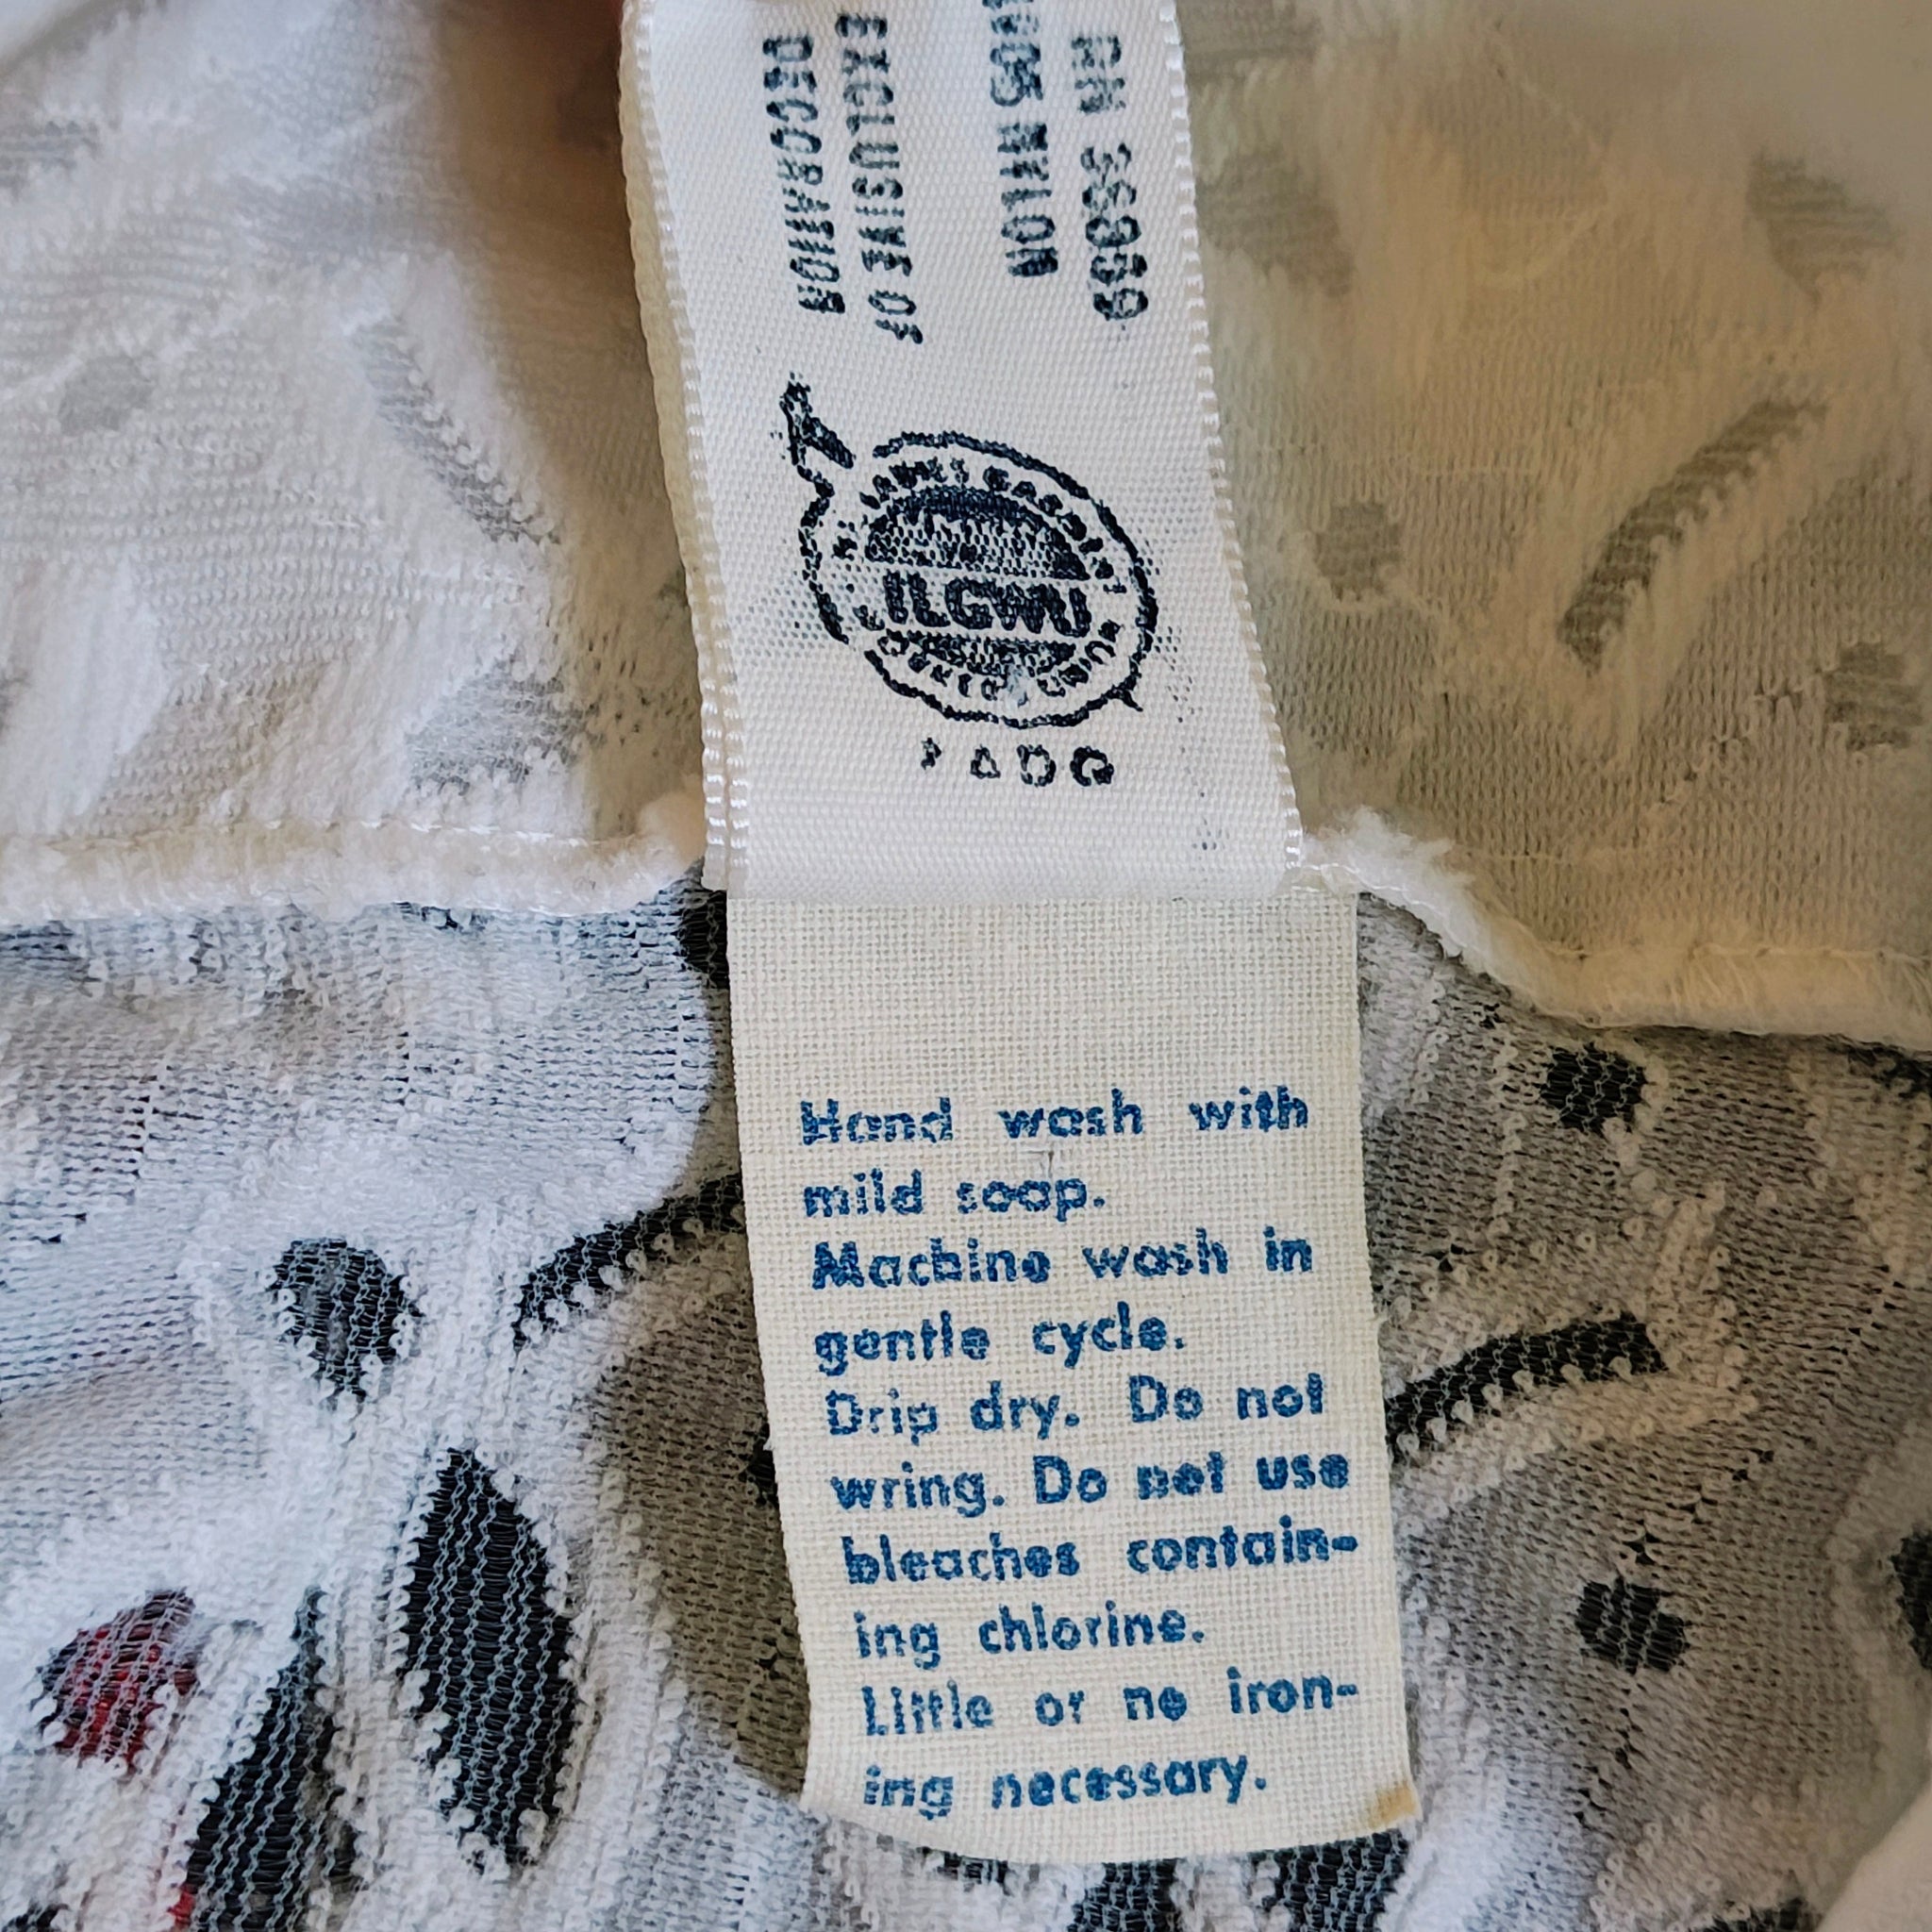 RN 36859
100% NYLON
EXCLUSIVE OF
DECORATION
ILGWU
Hand wash with
mild soap.
Machine wash in
gentle cycle.
Drip dry. Do not
wring. Do not use
bleaches contain-
ing chlorine.
Little or no iron-
ing necessary.